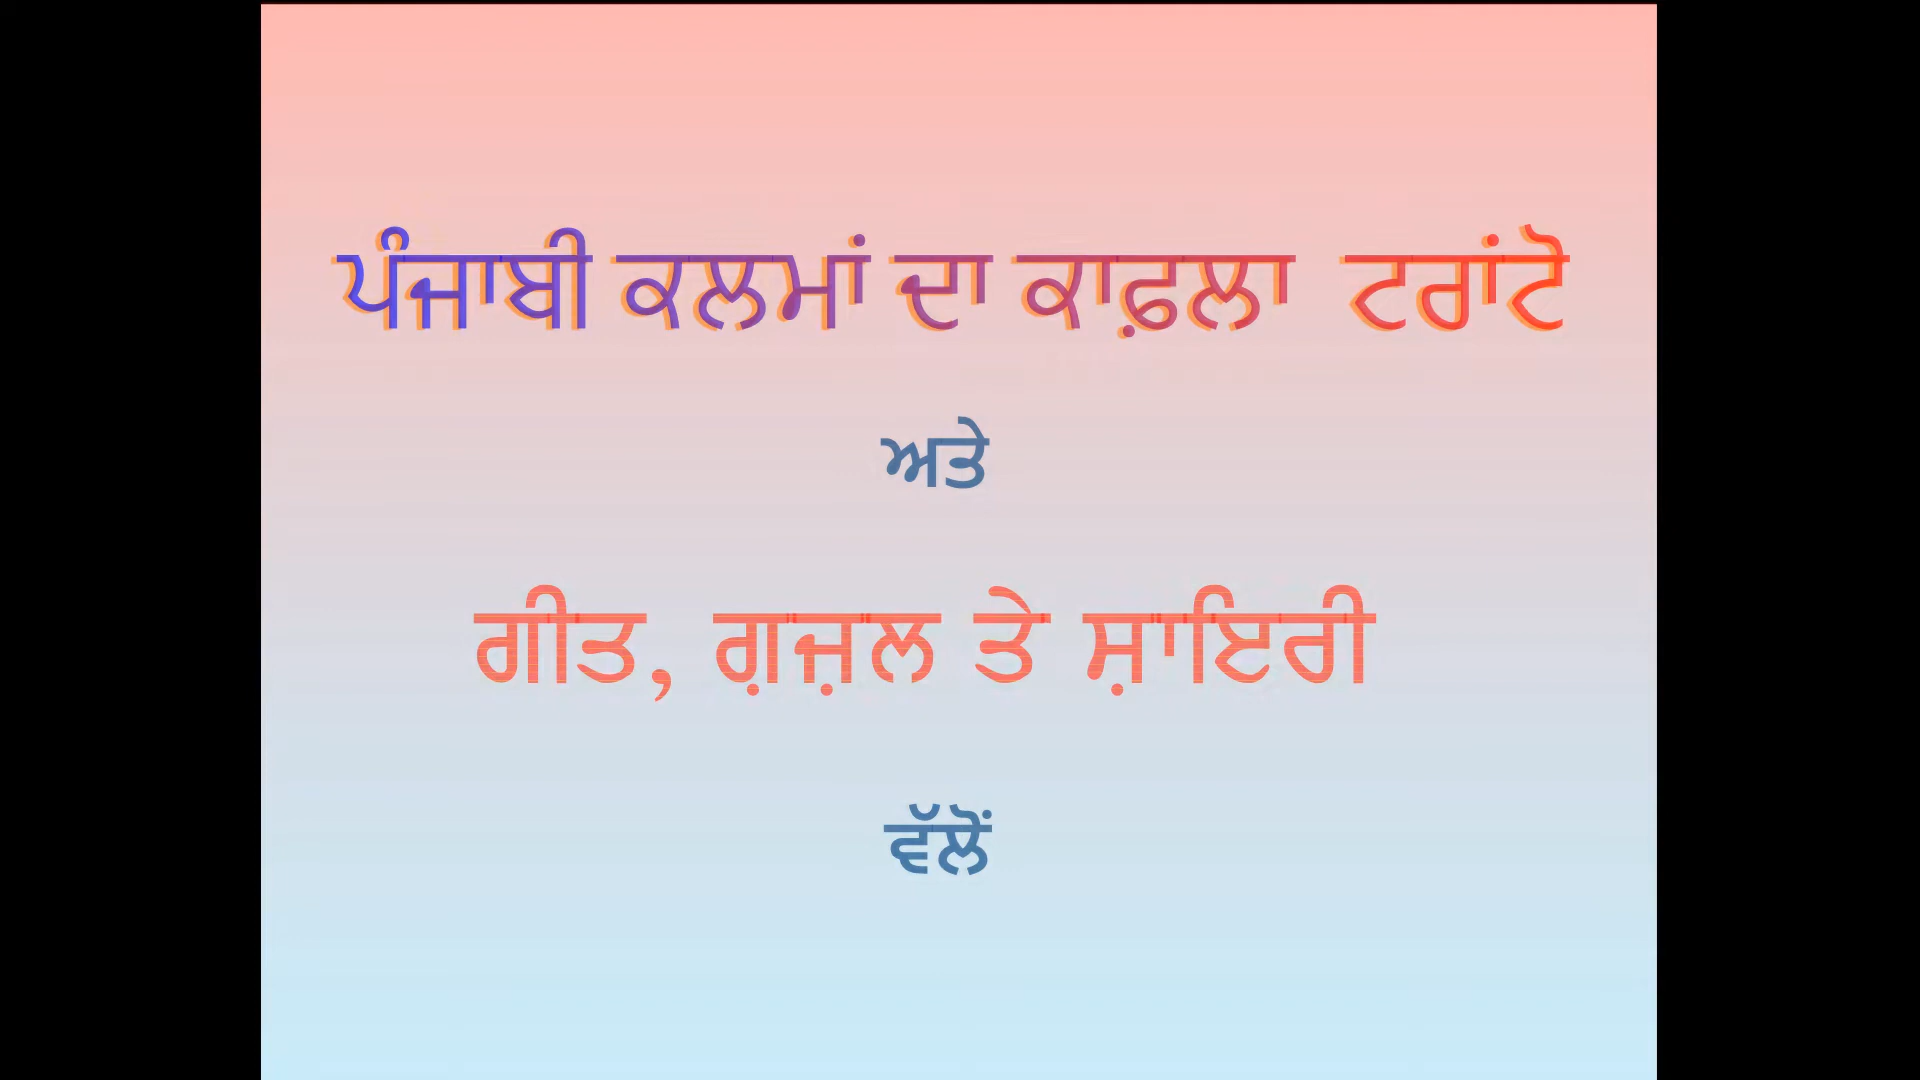 ਪੰਜਾਬੀ ਕਲਮਾਂ ਦਾ ਕਾਫ਼ਲਾ ਟਰਾਂਟੋ
ਅਤੇ
ਗੀਤ, ਗ਼ਜ਼ਲ ਤੇ ਸ਼ਾਇਰੀ
ਵੱਲੋਂ